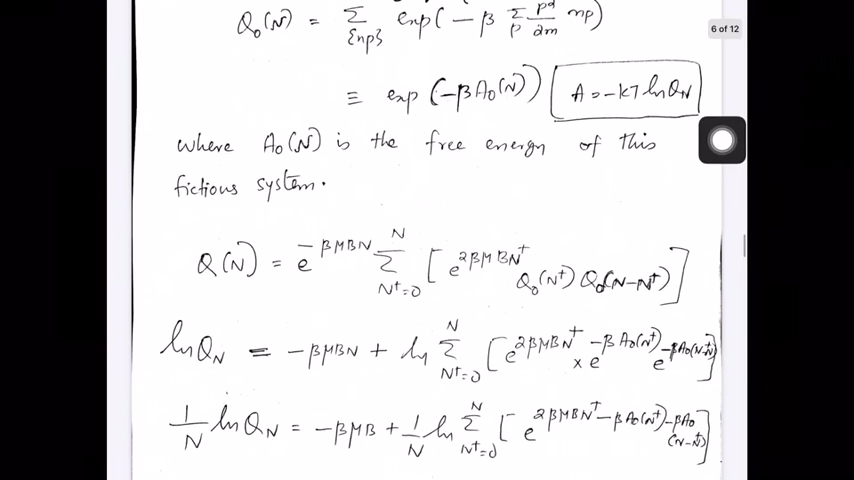 Q₀(N) = Σ_{np} exp(-β Σ_p p²/2m np)
6 of 12
≡ exp(-βA₀(N)) A = -kT ln Q_N
where A₀(N) is the free energy of this
fictious system.
Q(N) = e^{-βμBN} Σ_{N⁺=0}^{N} [e^{2βμBN⁺} Q₀(N⁺) Q₀(N-N⁺)]
ln Q_N = -βμBN + ln Σ_{N⁺=0}^{N} [e^{2βμBN⁺} × e^{-βA₀(N⁺)} e^{-βA₀(N-N⁺)}]
1/N ln Q_N = -βμB + 1/N ln Σ_{N⁺=0}^{N} [e^{2βμBN⁺ - βA₀(N⁺) - βA₀(N-N⁺)}]